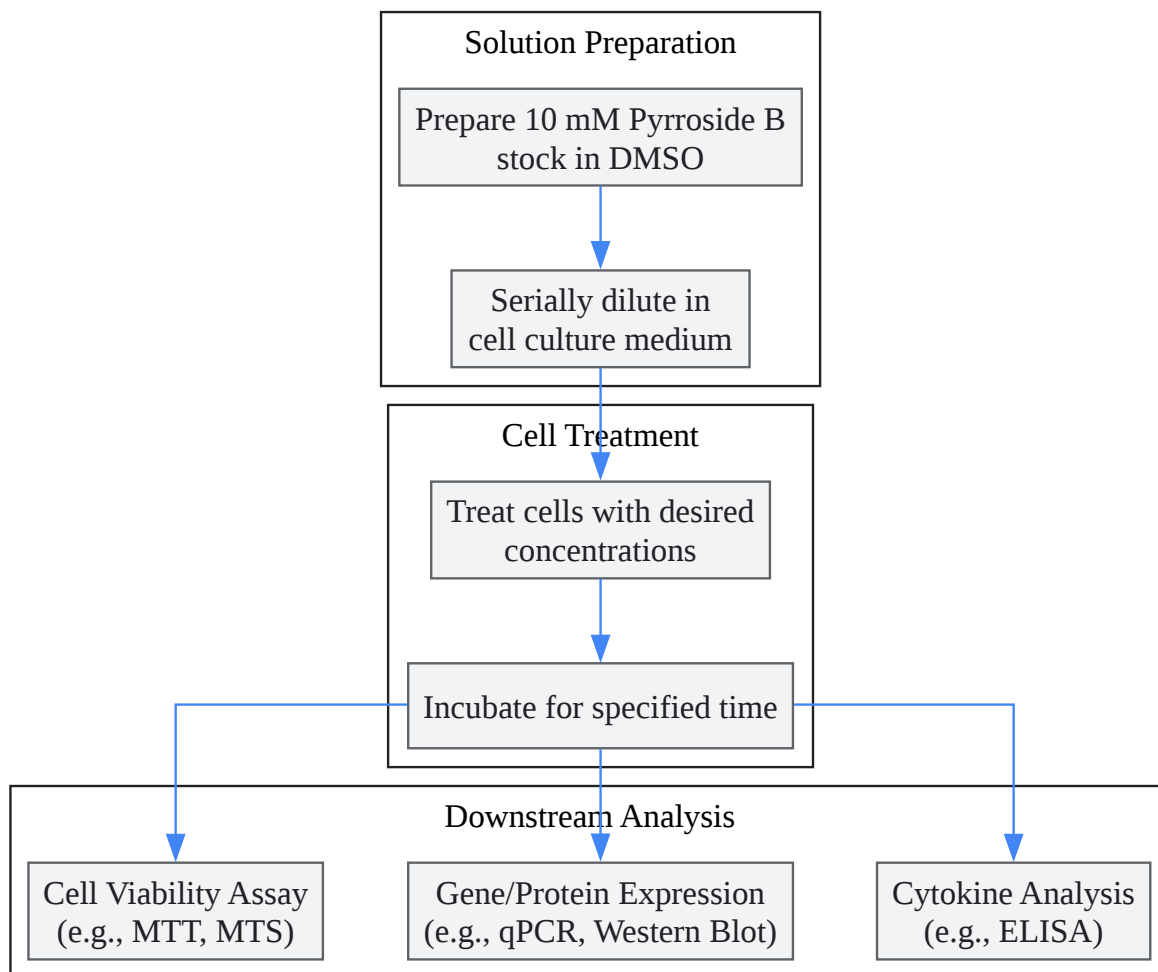 Solution Preparation
Prepare 10 mM Pyrroside B
stock in DMSO
Serially dilute in
cell culture medium
Cell Treatment
Treat cells with desired
concentrations
Incubate for specified time
Downstream Analysis
Cell Viability Assay
(e.g., MTT, MTS)
Gene/Protein Expression
(e.g., qPCR, Western Blot)
Cytokine Analysis
(e.g., ELISA)